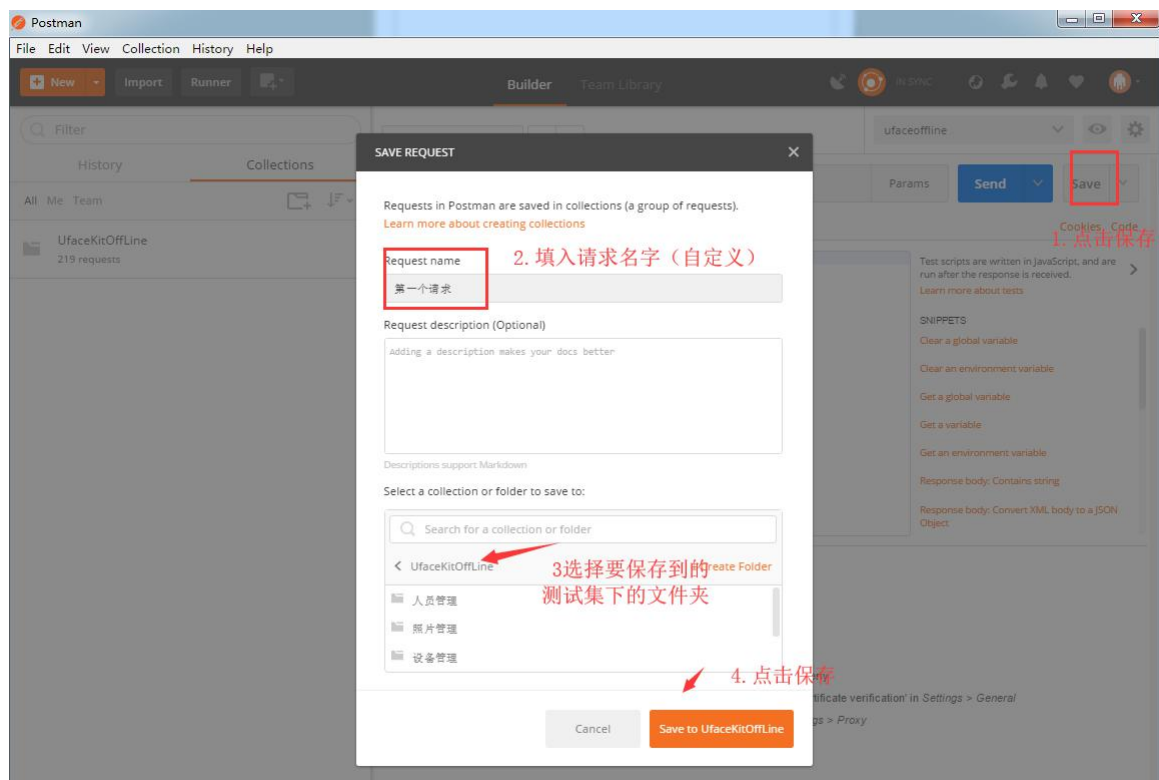 Postman
File Edit View Collection History Help
New Import Runner Builder Team Library IN SYNC
Filter
ufaceoffline
History Collections
All Me Team
UfaceKitOffLine
219 requests
Params Send Save
Cookies Code
1. 点击保存
SAVE REQUEST
Requests in Postman are saved in collections (a group of requests).
Learn more about creating collections
Request name
2. 填入请求名字（自定义）
第一个请求
Request description (Optional)
Adding a description makes your docs better
Descriptions support Markdown
Select a collection or folder to save to:
Search for a collection or folder
UfaceKitOffLine
Create Folder
3选择要保存到的
测试集下的文件夹
人员管理
照片管理
设备管理
4. 点击保存
Cancel Save to UfaceKitOffLine
Test scripts are written in JavaScript, and are
run after the response is received.
Learn more about tests
SNIPPETS
Clear a global variable
Clear an environment variable
Get a global variable
Get a variable
Get an environment variable
Response body: Contains string
Response body: Convert XML body to a JSON
Object
verification' in Settings > General
> Proxy